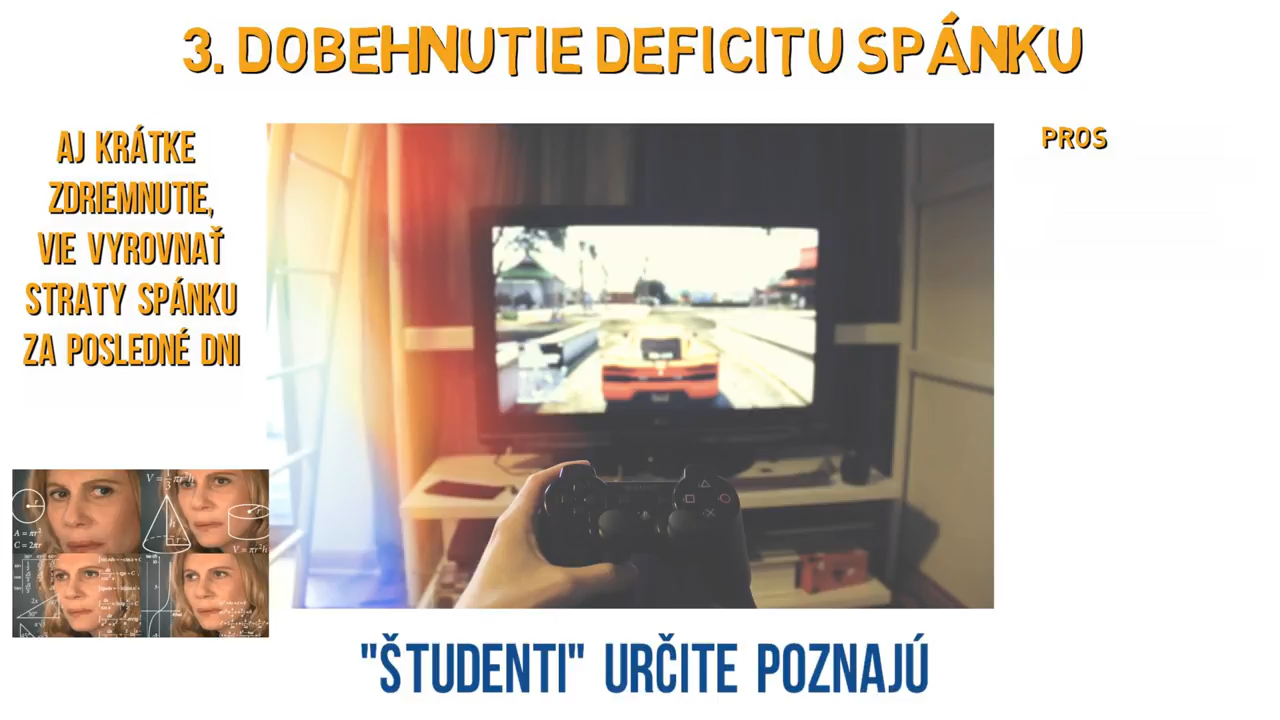 3. DOBEHNUTIE DEFICITU SPÁNKU
AJ KRÁTKE
ZDRIEMNUTIE,
VIE VYROVNAŤ
STRATY SPÁNKU
ZA POSLEDNÉ DNI
PROS
"ŠTUDENTI" URČITE POZNAJÚ